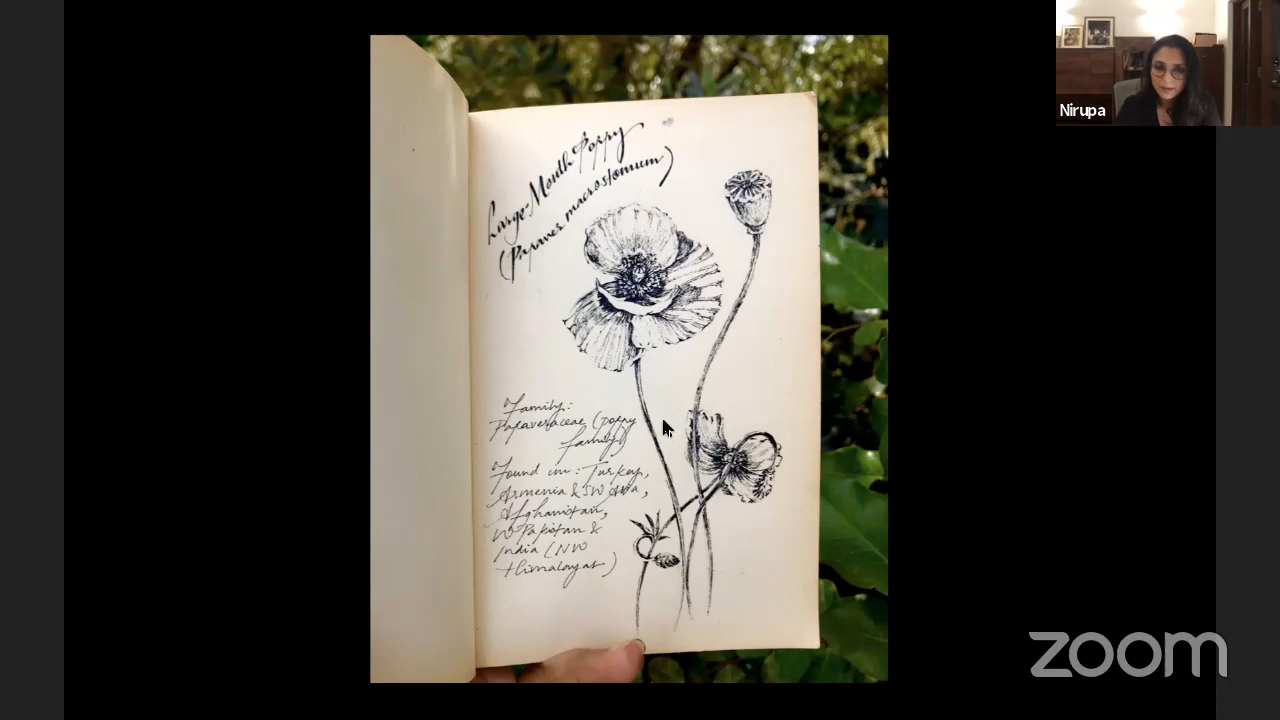 Large-Mouth Poppy
(Papaver macrostomum)
Family:
Papaveraceae (poppy
family)
Found in: Turkey,
Armenia & SW Asia,
Afghanistan,
W Pakistan &
India (NW
Himalayas)
Nirupa
zoom